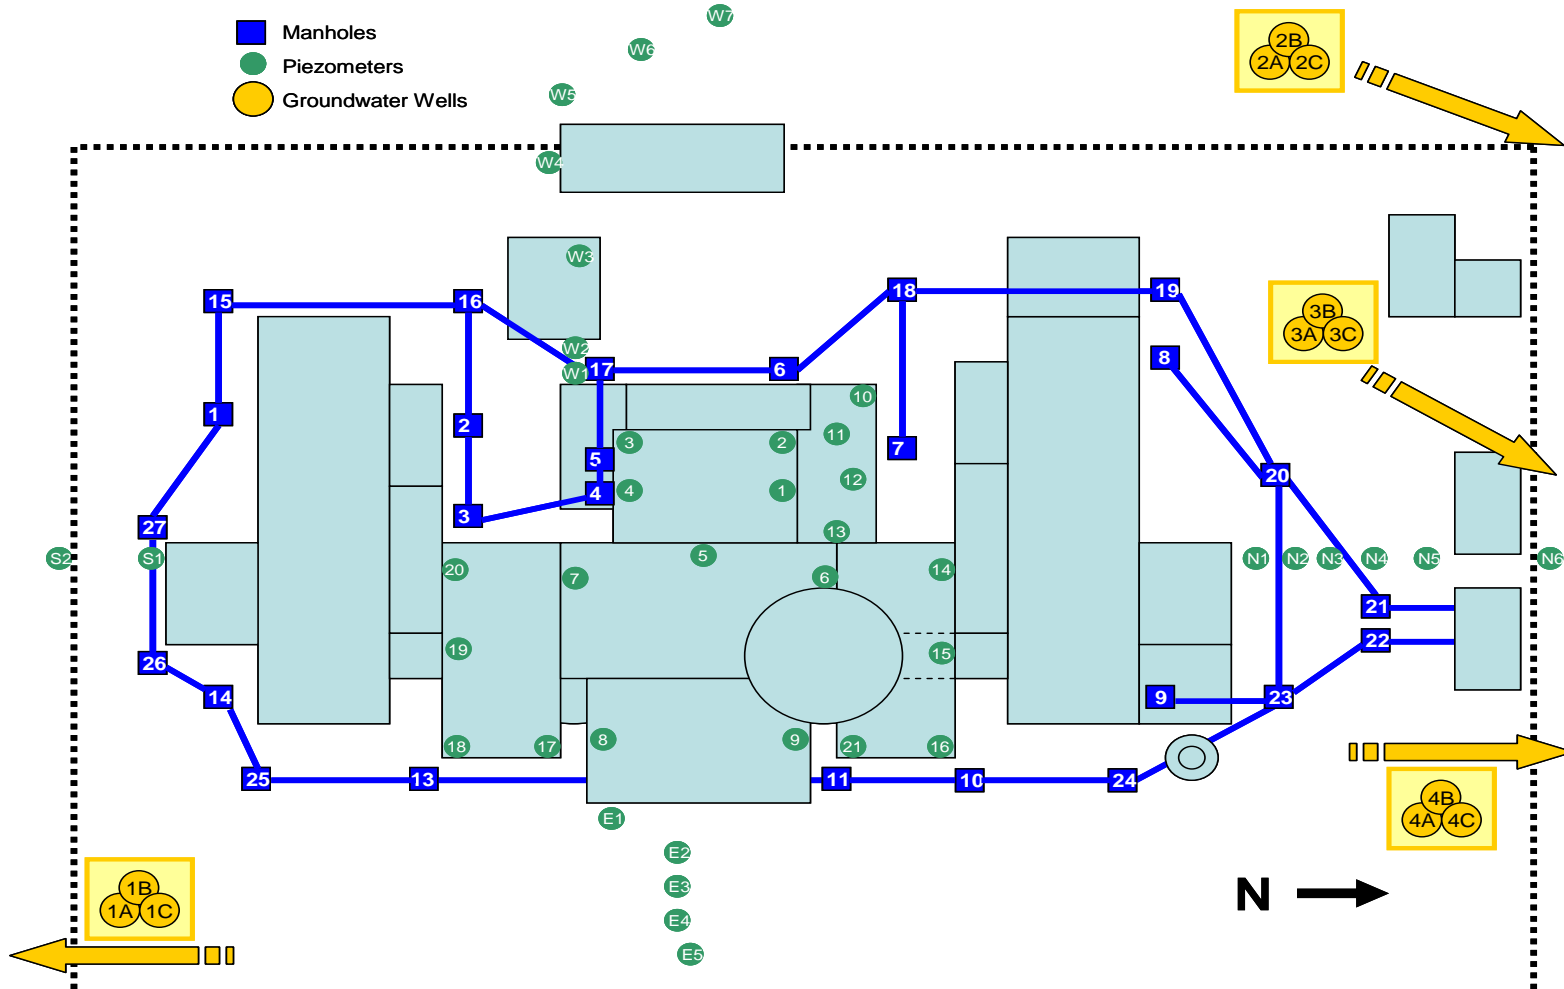 W7
Manholes
W6
2B
2A 2C
Piezometers
W5
Groundwater Wells
W4
W3
15 16 18 19
3B
3A 3C
W2
W1 17 6 8
10
1 2 3 2 11 7
5 20
4 4 1 12
3
27 13
S2 S1 5 N1 N2 N3 N4 N5 N6
20 7 6 14
21
19 15 22
26
14 9 23
18 17 8 9 21 16
25 13 11 10 24
4B
4A 4C
E1
E2
1B
1A 1C
E3
N
E4
E5